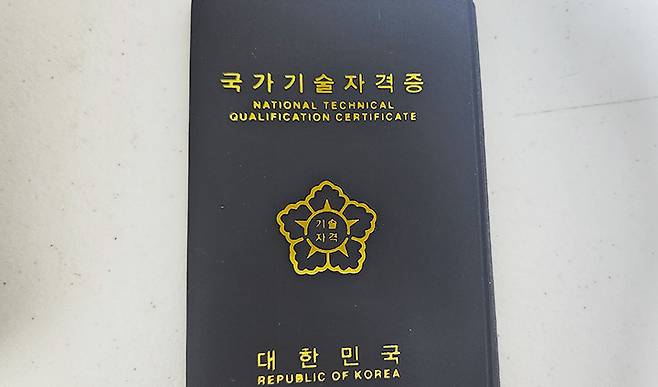 국가기술자격증
NATIONAL TECHNICAL
QUALIFICATION CERTIFICATE
기술
자격
대한민국
REPUBLIC OF KOREA